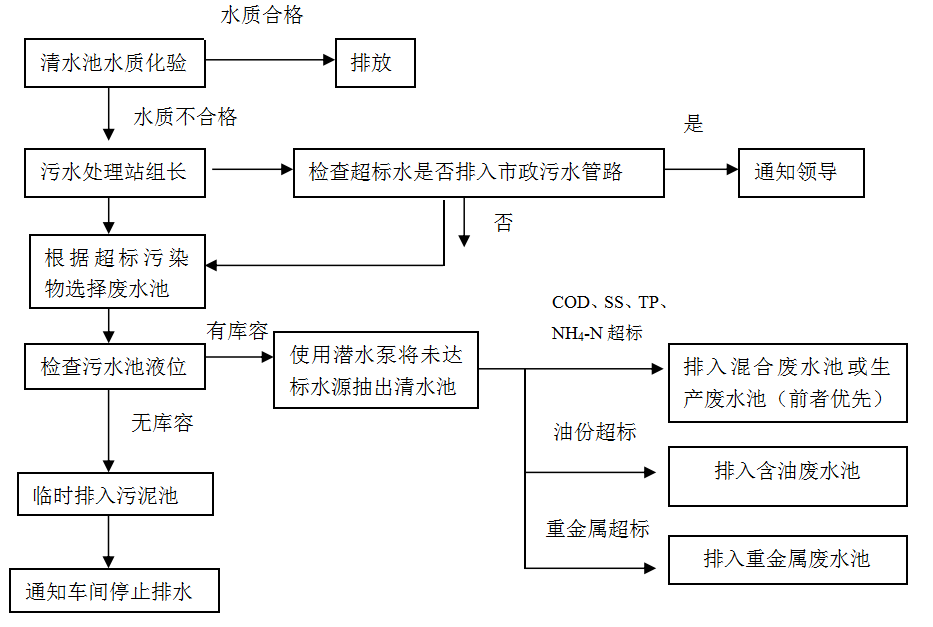 水质合格
清水池水质化验
排放
水质不合格
是
污水处理站组长
检查超标水是否排入市政污水管路
通知领导
否
根据超标污染
物选择废水池
COD、SS、TP、
NH4-N 超标
有库容
检查污水池液位
使用潜水泵将未达
标水源抽出清水池
排入混合废水池或生
产废水池（前者优先）
无库容
油份超标
排入含油废水池
临时排入污泥池
重金属超标
排入重金属废水池
通知车间停止排水